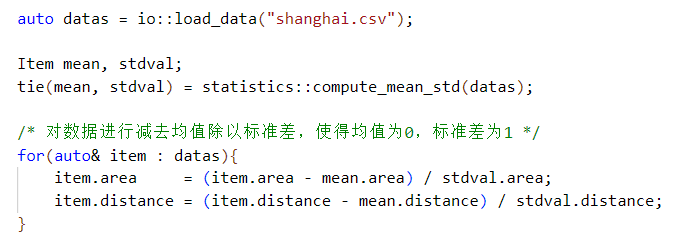 auto datas = io::load_data("shanghai.csv");
Item mean, stdval;
tie(mean, stdval) = statistics::compute_mean_std(datas);
/* 对数据进行减去均值除以标准差，使得均值为0，标准差为1 */
for(auto& item : datas){
    item.area     = (item.area - mean.area) / stdval.area;
    item.distance = (item.distance - mean.distance) / stdval.distance;
}